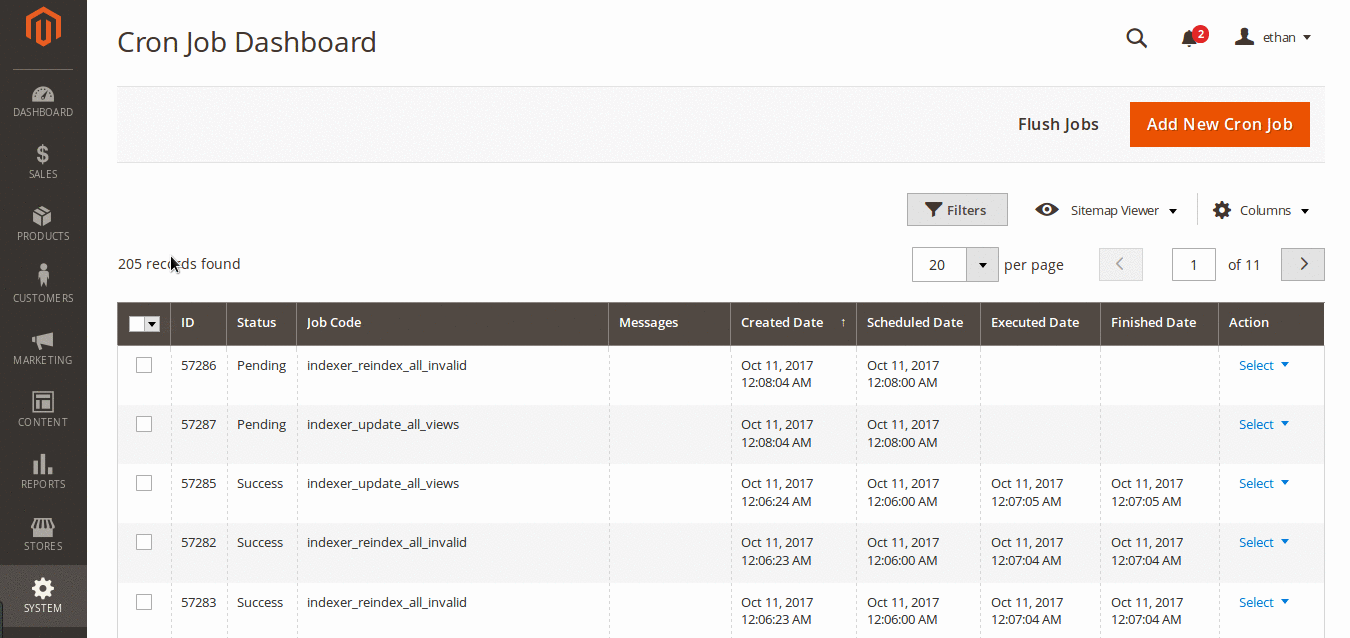 Cron Job Dashboard
2
ethan
DASHBOARD
SALES
PRODUCTS
CUSTOMERS
MARKETING
CONTENT
REPORTS
STORES
SYSTEM
Flush Jobs
Add New Cron Job
Filters
Sitemap Viewer
Columns
205 records found
20
per page
1
of 11
ID Status Job Code Messages Created Date ↑ Scheduled Date Executed Date Finished Date Action
57286 Pending indexer_reindex_all_invalid Oct 11, 2017 Oct 11, 2017 Select
12:08:04 AM 12:08:00 AM
57287 Pending indexer_update_all_views Oct 11, 2017 Oct 11, 2017 Select
12:08:04 AM 12:08:00 AM
57285 Success indexer_update_all_views Oct 11, 2017 Oct 11, 2017 Oct 11, 2017 Oct 11, 2017 Select
12:06:24 AM 12:06:00 AM 12:07:05 AM 12:07:05 AM
57282 Success indexer_reindex_all_invalid Oct 11, 2017 Oct 11, 2017 Oct 11, 2017 Oct 11, 2017 Select
12:06:23 AM 12:06:00 AM 12:07:04 AM 12:07:04 AM
57283 Success indexer_reindex_all_invalid Oct 11, 2017 Oct 11, 2017 Oct 11, 2017 Oct 11, 2017 Select
12:06:23 AM 12:06:00 AM 12:07:04 AM 12:07:04 AM